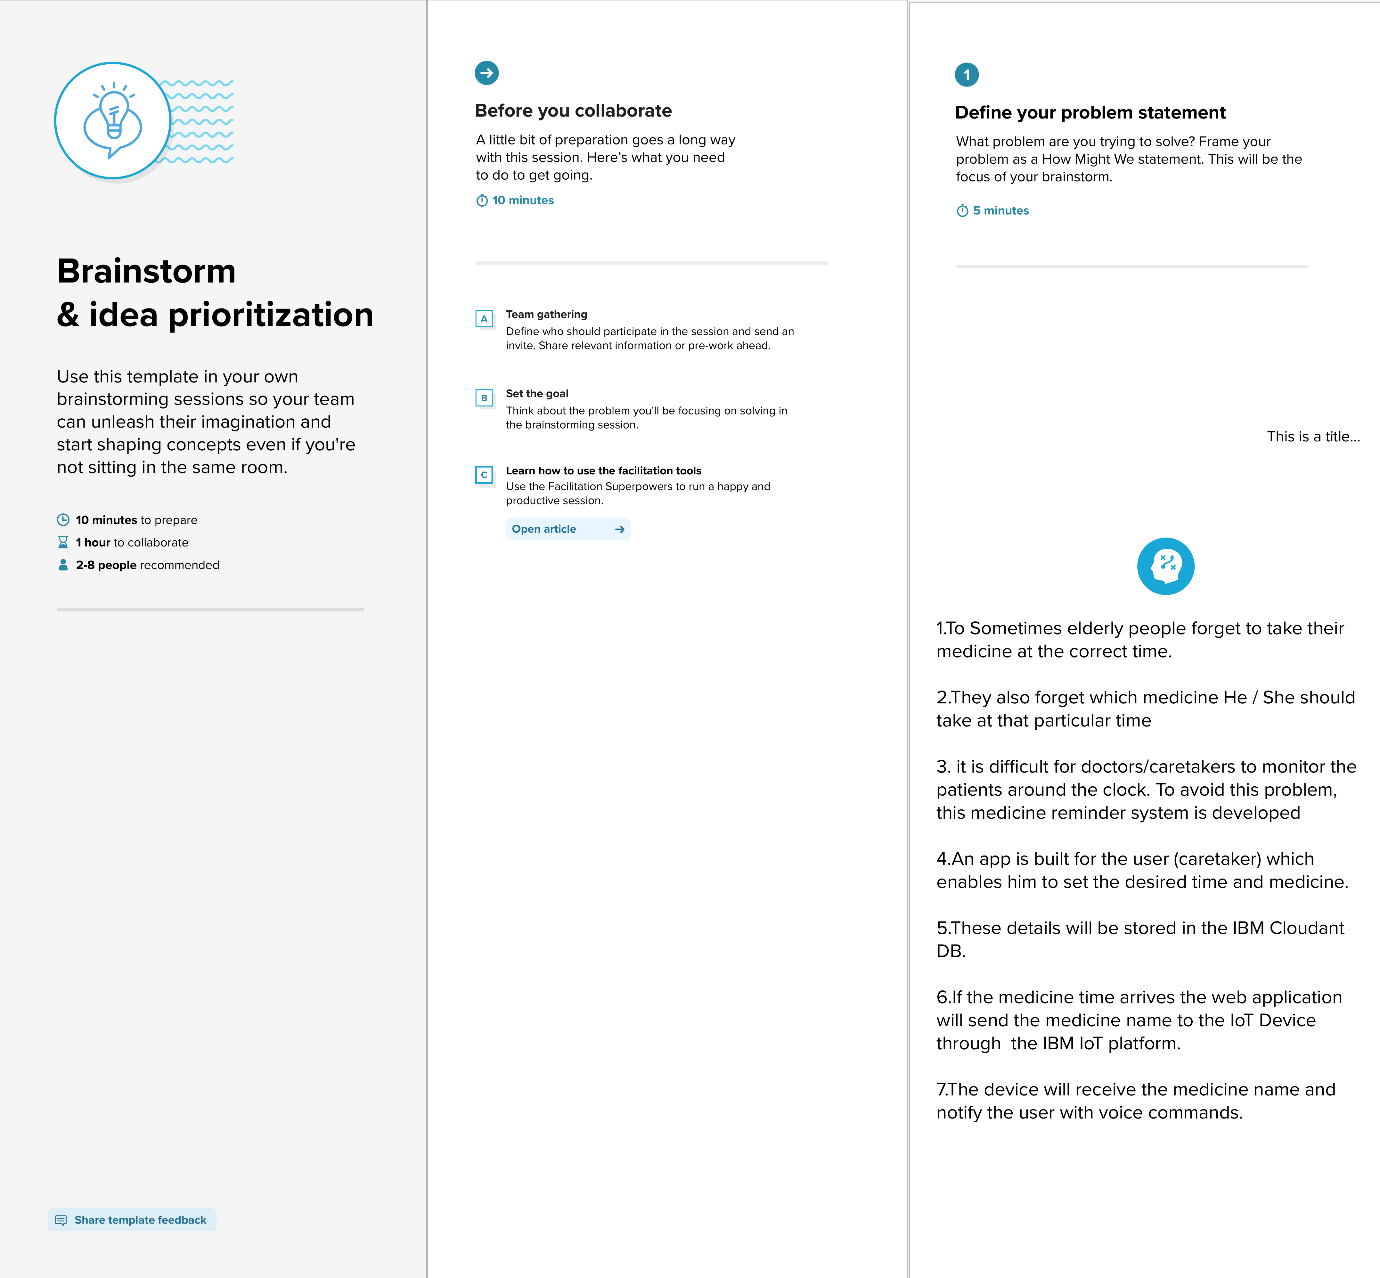 Brainstorm
& idea prioritization
Use this template in your own
brainstorming sessions so your team
can unleash their imagination and
start shaping concepts even if you're
not sitting in the same room.
10 minutes to prepare
1 hour to collaborate
2-8 people recommended
Share template feedback
Before you collaborate
A little bit of preparation goes a long way
with this session. Here's what you need
to do to get going.
10 minutes
A
Team gathering
Define who should participate in the session and send an
invite. Share relevant information or pre-work ahead.
B
Set the goal
Think about the problem you'll be focusing on solving in
the brainstorming session.
C
Learn how to use the facilitation tools
Use the Facilitation Superpowers to run a happy and
productive session.
Open article
1
Define your problem statement
What problem are you trying to solve? Frame your
problem as a How Might We statement. This will be the
focus of your brainstorm.
5 minutes
This is a title...
1.To Sometimes elderly people forget to take their
medicine at the correct time.
2.They also forget which medicine He / She should
take at that particular time
3. it is difficult for doctors/caretakers to monitor the
patients around the clock. To avoid this problem,
this medicine reminder system is developed
4.An app is built for the user (caretaker) which
enables him to set the desired time and medicine.
5.These details will be stored in the IBM Cloudant
DB.
6.If the medicine time arrives the web application
will send the medicine name to the IoT Device
through  the IBM IoT platform.
7.The device will receive the medicine name and
notify the user with voice commands.